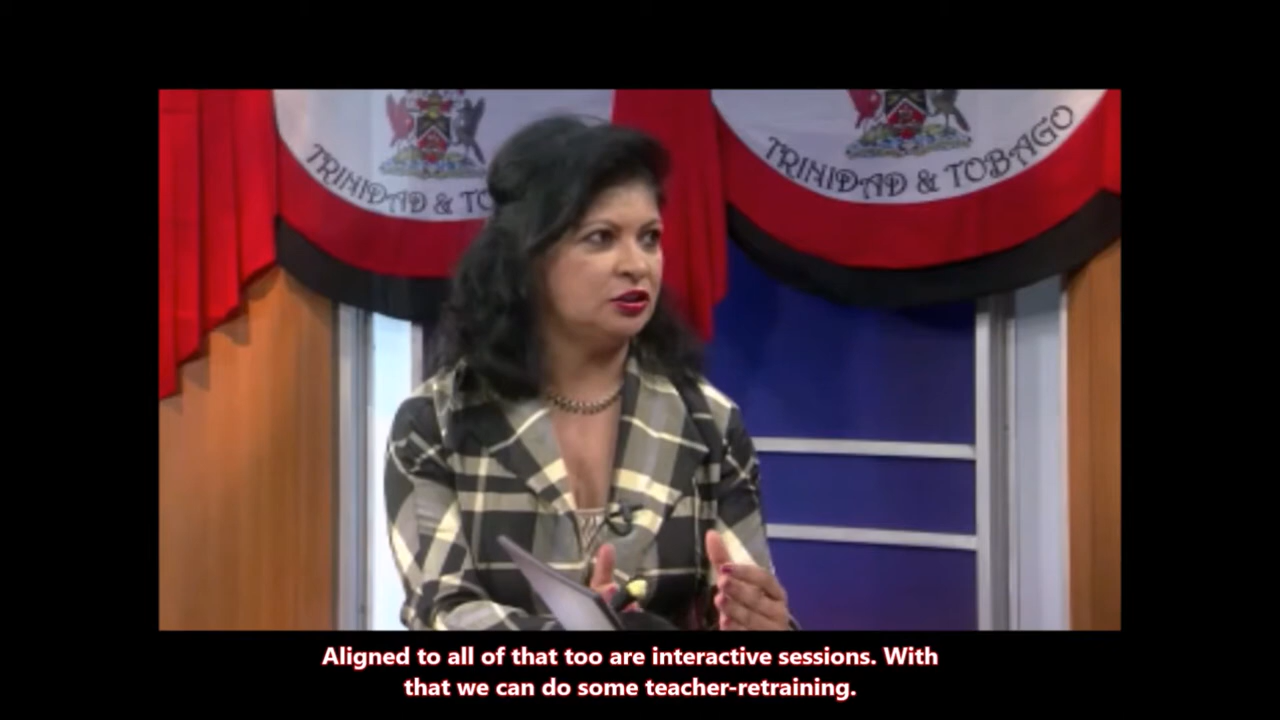 TRINIDAD & TO
TRINIDAD & TOBAGO
Aligned to all of that too are interactive sessions. With
that we can do some teacher-retraining.